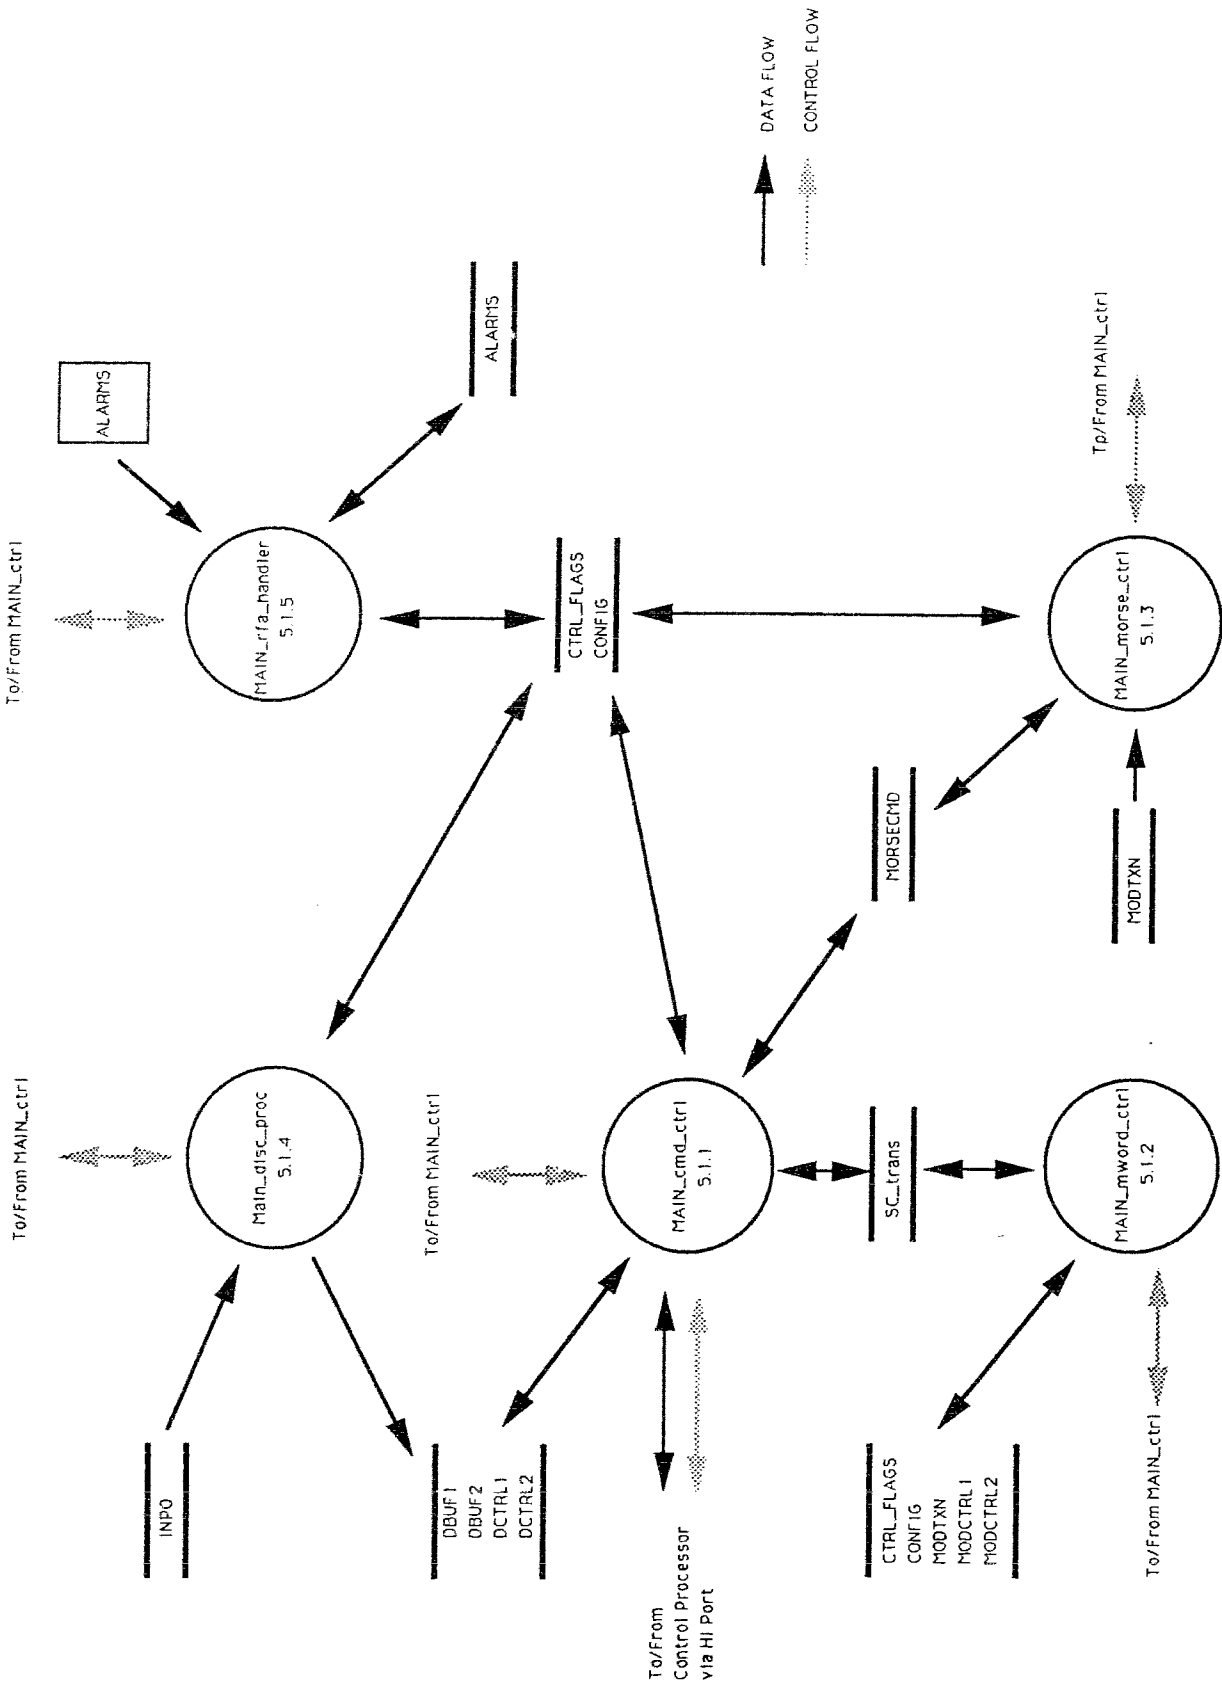 To/From MAIN_ctrl
To/From MAIN_ctrl
ALARMS
INPO
Main_disc_proc
5.1.4
MAIN_rfa_handler
5.1.5
To/From MAIN_ctrl
DBUF1
DBUF2
DCTRL1
DCTRL2
ALARMS
CTRL_FLAGS
CONFIG
To/From
Control Processor
via HI Port
MAIN_cmd_ctrl
5.1.1
DATA FLOW
CONTROL FLOW
CTRL_FLAGS
CONFIG
MODTXN
MODCTRL1
MODCTRL2
SC_trans
MORSECMD
To/From MAIN_ctrl
MAIN_mword_ctrl
5.1.2
MODTXN
MAIN_morse_ctrl
5.1.3
Tp/From MAIN_ctrl